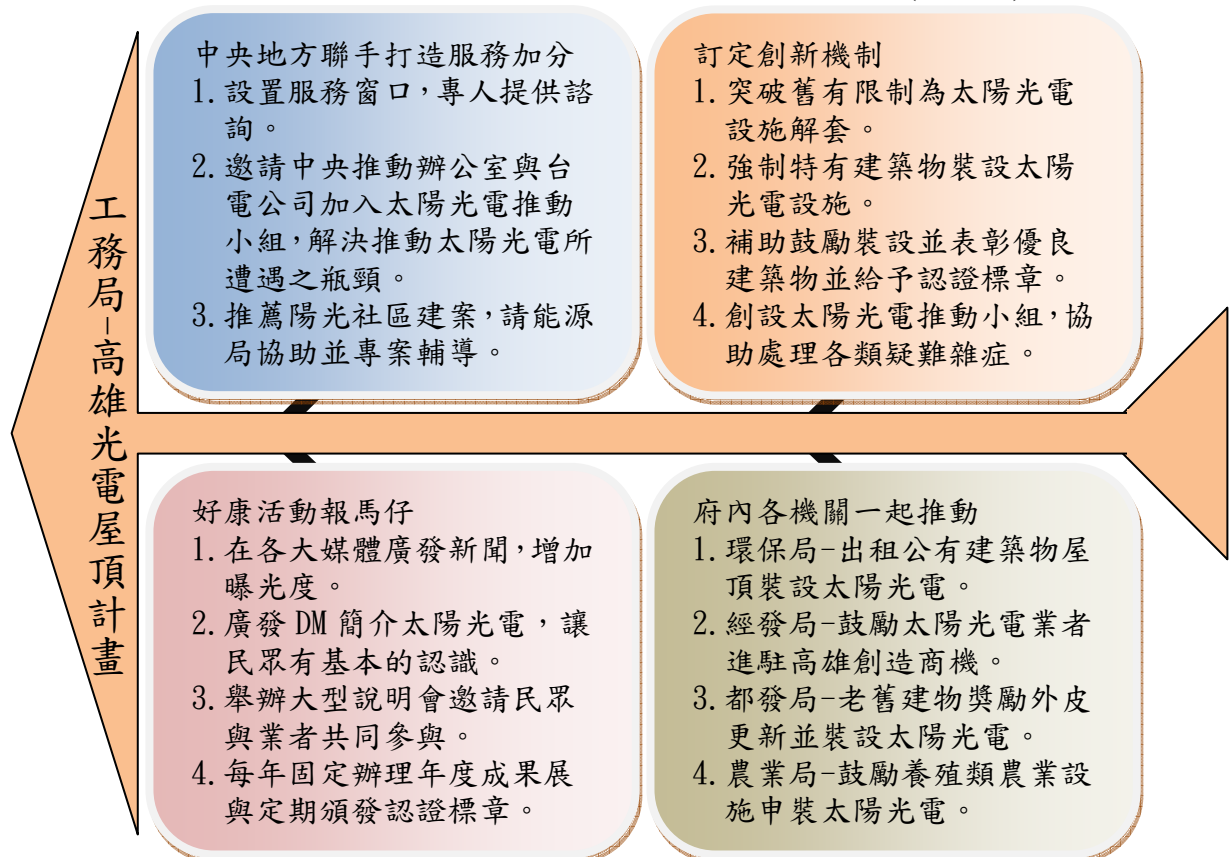 工務局-高雄光電屋頂計畫
中央地方聯手打造服務加分
1.設置服務窗口，專人提供諮
詢。
2.邀請中央推動辦公室與台
電公司加入太陽光電推動
小組，解決推動太陽光電所
遭遇之瓶頸。
3.推薦陽光社區建案，請能源
局協助並專案輔導。
訂定創新機制
1.突破舊有限制為太陽光電
設施解套。
2.強制特有建築物裝設太陽
光電設施。
3.補助鼓勵裝設並表彰優良
建築物並給予認證標章。
4.創設太陽光電推動小組，協
助處理各類疑難雜症。
好康活動報馬仔
1.在各大媒體廣發新聞，增加
曝光度。
2.廣發 DM 簡介太陽光電，讓
民眾有基本的認識。
3.舉辦大型說明會邀請民眾
與業者共同參與。
4.每年固定辦理年度成果展
與定期頒發認證標章。
府內各機關一起推動
1.環保局-出租公有建築物屋
頂裝設太陽光電。
2.經發局-鼓勵太陽光電業者
進駐高雄創造商機。
3.都發局-老舊建物獎勵外皮
更新並裝設太陽光電。
4.農業局-鼓勵養殖類農業設
施申裝太陽光電。